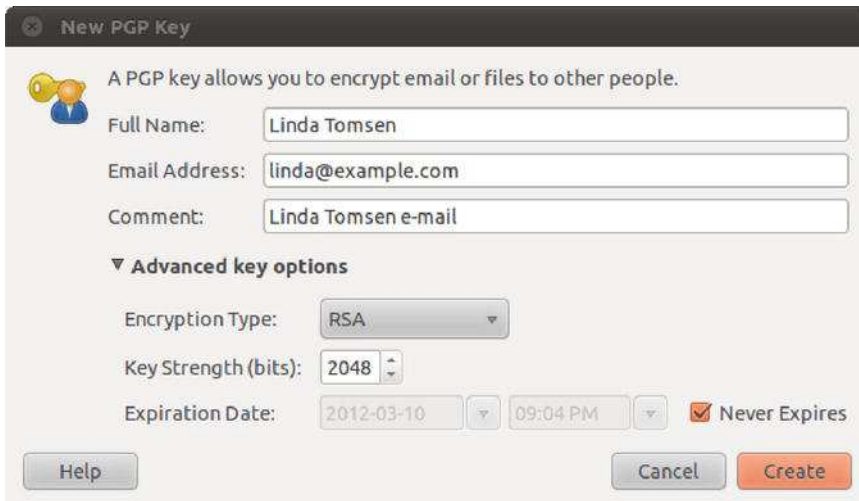 New PGP Key
A PGP key allows you to encrypt email or files to other people.
Full Name: Linda Tomsen
Email Address: linda@example.com
Comment: Linda Tomsen e-mail
Advanced key options
Encryption Type: RSA
Key Strength (bits): 2048
Expiration Date: 2012-03-10 09:04 PM Never Expires
Help Cancel Create